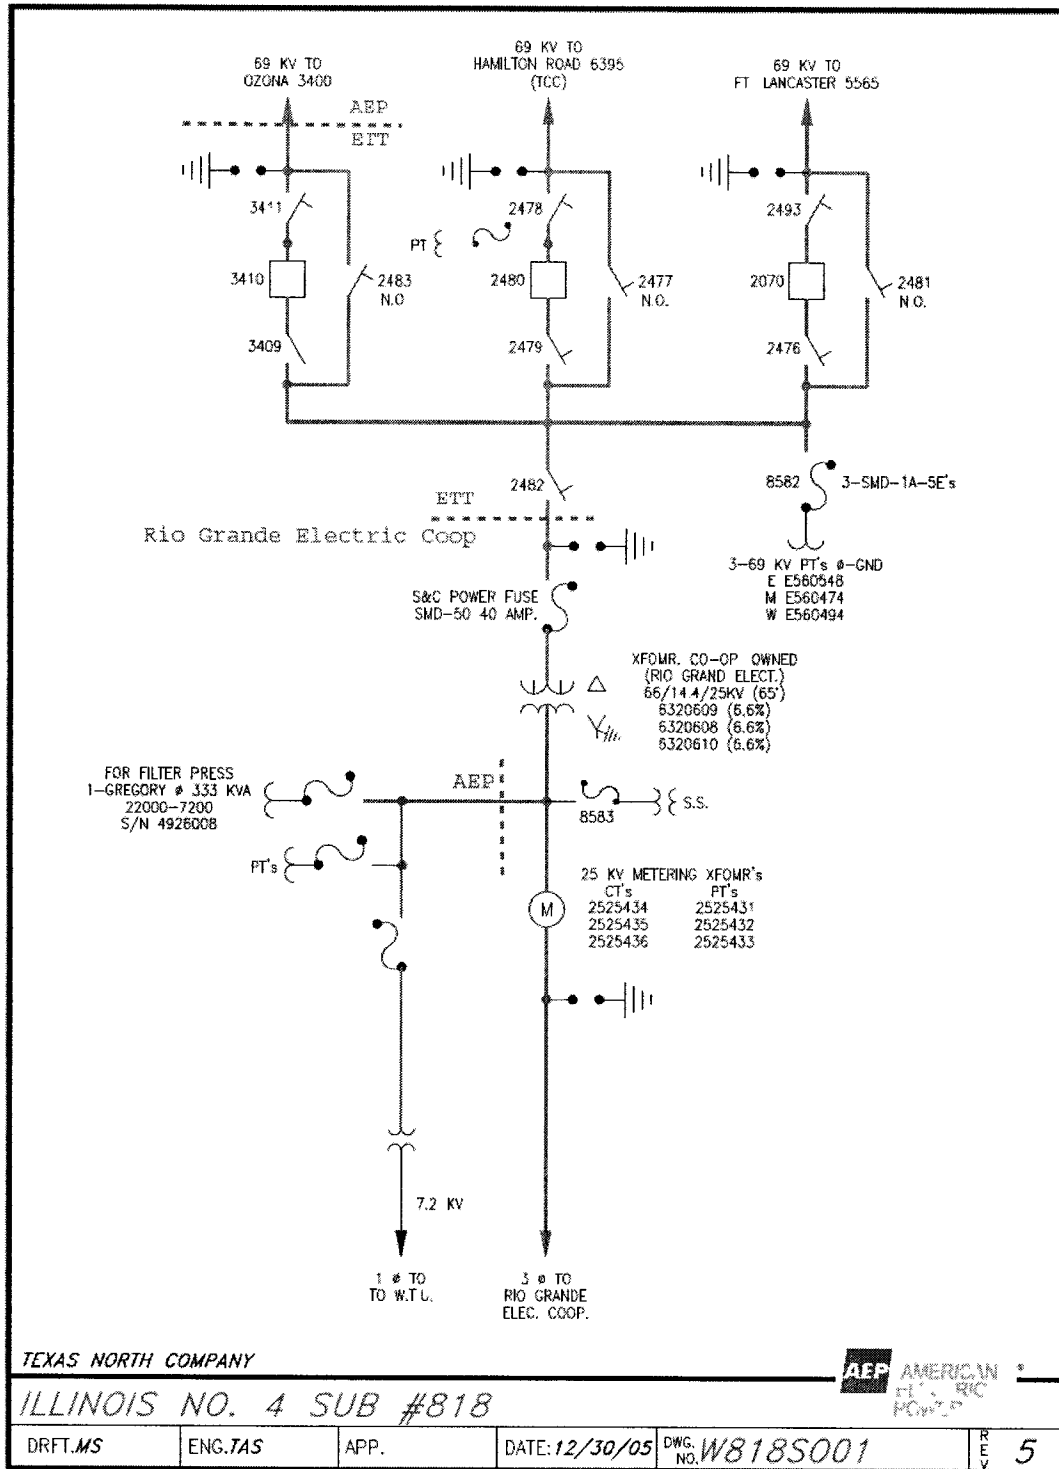 69 KV TO
OZONA 3400
69 KV TO
HAMILTON ROAD 6395
(TCC)
69 KV TO
FT LANCASTER 5565
AEP
ETT
3411
3410
3409
2483
N.O
PT
2478
2480
2479
2477
N.O.
2493
2070
2476
2481
N.O.
2482
ETT
Rio Grande Electric Coop
8582
3-SMD-1A-5E's
3-69 KV PT's ø-GND
E E560548
M E560474
W E560494
S&C POWER FUSE
SMD-50 40 AMP.
XFOMR. CO-OP OWNED
(RIO GRAND ELECT.)
66/14.4/25KV (65')
6320609 (6.6%)
6320608 (6.6%)
6320610 (6.6%)
FOR FILTER PRESS
1-GREGORY ø 333 KVA
22000-7200
S/N 4926008
AEP
8583
S.S.
PT's
25 KV METERING XFOMR's
CT's PT's
2525434 2525431
2525435 2525432
2525436 2525433
M
7.2 KV
1 ø TO
TO W.T.U.
3 ø TO
RIO GRANDE
ELEC. COOP.
TEXAS NORTH COMPANY
AEP AMERICAN
POWER
ILLINOIS NO. 4 SUB #818
DRFT.MS ENG.TAS APP. DATE:12/30/05 DWG. NO. W818S001 REV 5